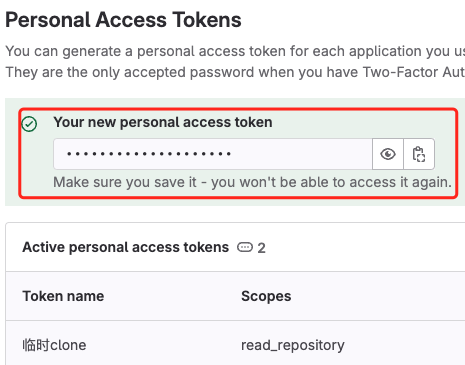 Personal Access Tokens
You can generate a personal access token for each application you us
They are the only accepted password when you have Two-Factor Aut
Your new personal access token
••••••••••••••••••••
Make sure you save it - you won't be able to access it again.
Active personal access tokens 2
Token name Scopes
临时clone read_repository